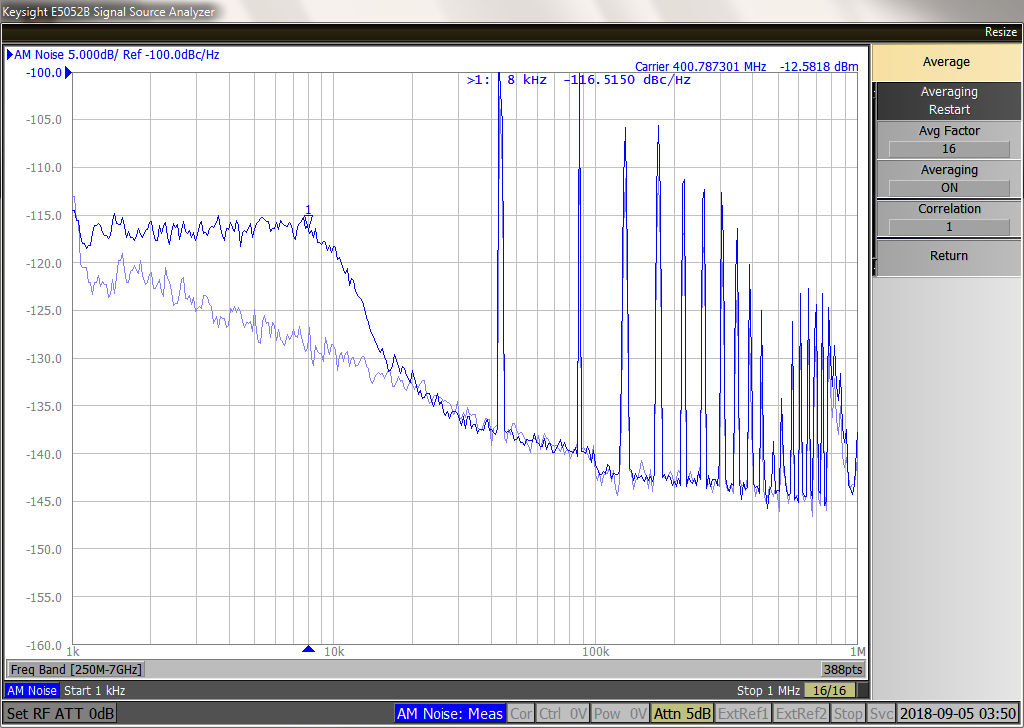 Keysight E5052B Signal Source Analyzer
Resize
AM Noise 5.000dB/ Ref -100.0dBc/Hz
Carrier 400.787301 MHz -12.5818 dBm
>1: 8 kHz -116.5150 dBc/Hz
-100.0
-105.0
-110.0
-115.0
-120.0
-125.0
-130.0
-135.0
-140.0
-145.0
-150.0
-155.0
-160.0
1
1k 10k 100k 1M
Freq Band [250M-7GHz] 388pts
AM Noise Start 1 kHz Stop 1 MHz 16/16
Set RF ATT 0dB AM Noise: Meas Cor Ctrl 0V Pow 0V Attn 5dB ExtRef1 ExtRef2 Stop Svc 2018-09-05 03:50
Average
Averaging
Restart
Avg Factor
16
Averaging
ON
Correlation
1
Return